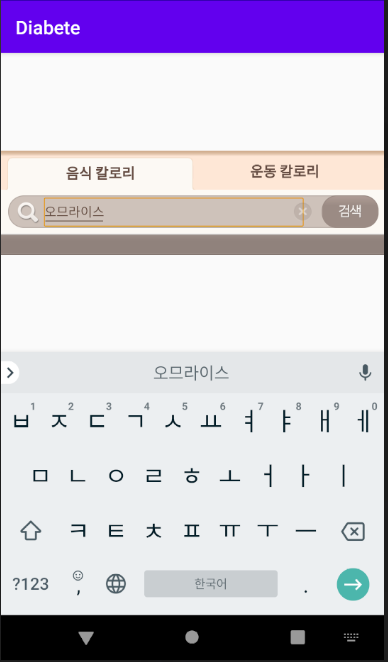 Diabete
음식 칼로리 운동 칼로리
오므라이스 검색
오므라이스
1 2 3 4 5 6 7 8 9 0
ㅂ ㅈ ㄷ ㄱ ㅅ ㅛ ㅕ ㅑ ㅐ ㅔ
ㅁ ㄴ ㅇ ㄹ ㅎ ㅗ ㅓ ㅏ ㅣ
ㅋ ㅌ ㅊ ㅍ ㅠ ㅜ ㅡ
?123 , 한국어 .